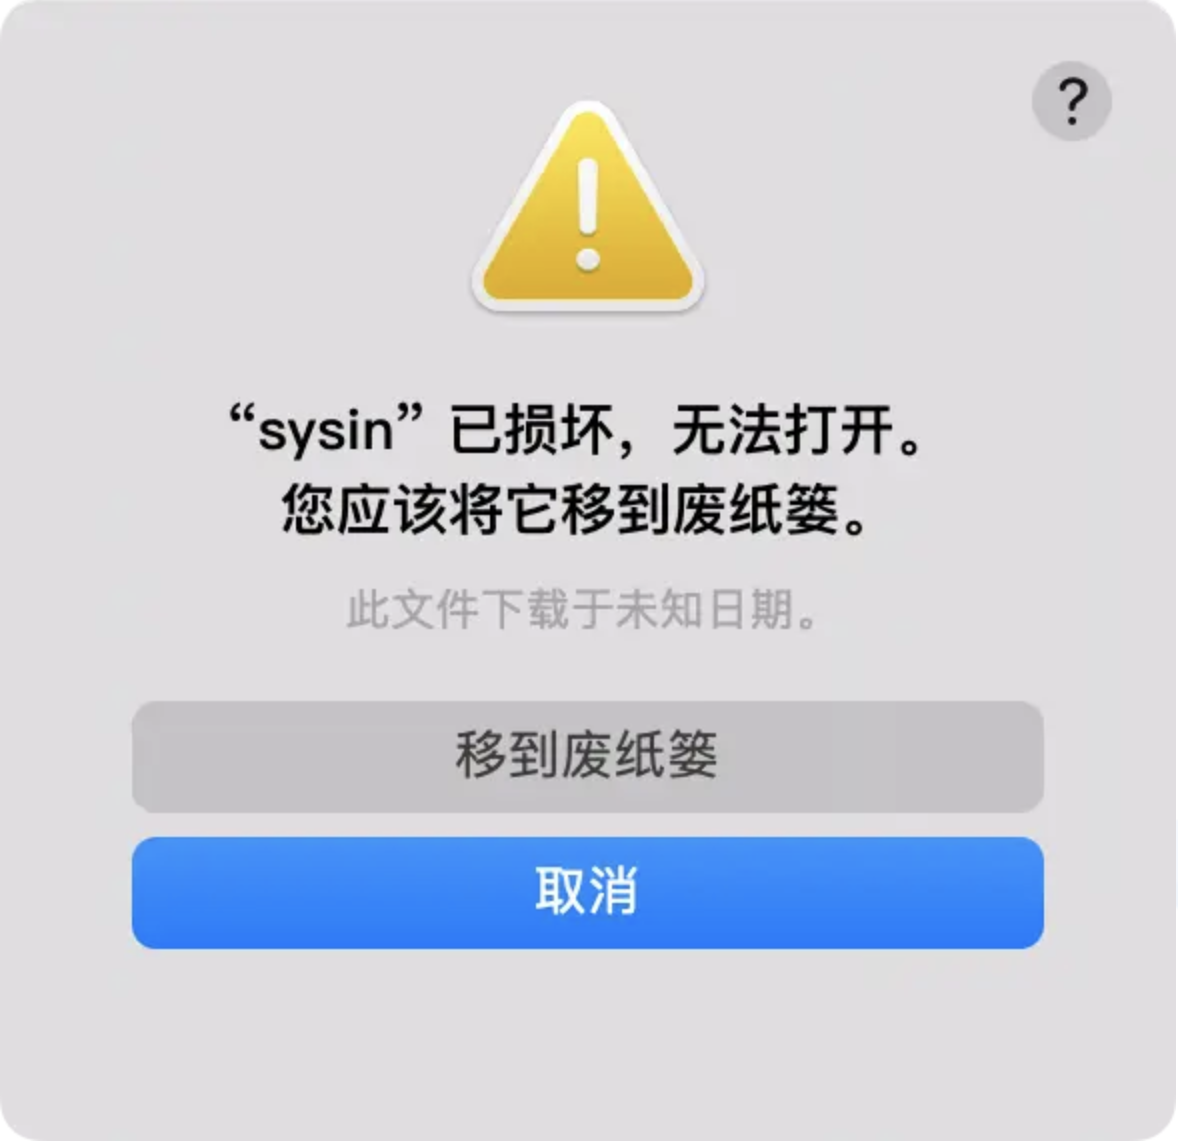 ?
“sysin” 已损坏，无法打开。
您应该将它移到废纸篓。
此文件下载于未知日期。
移到废纸篓
取消